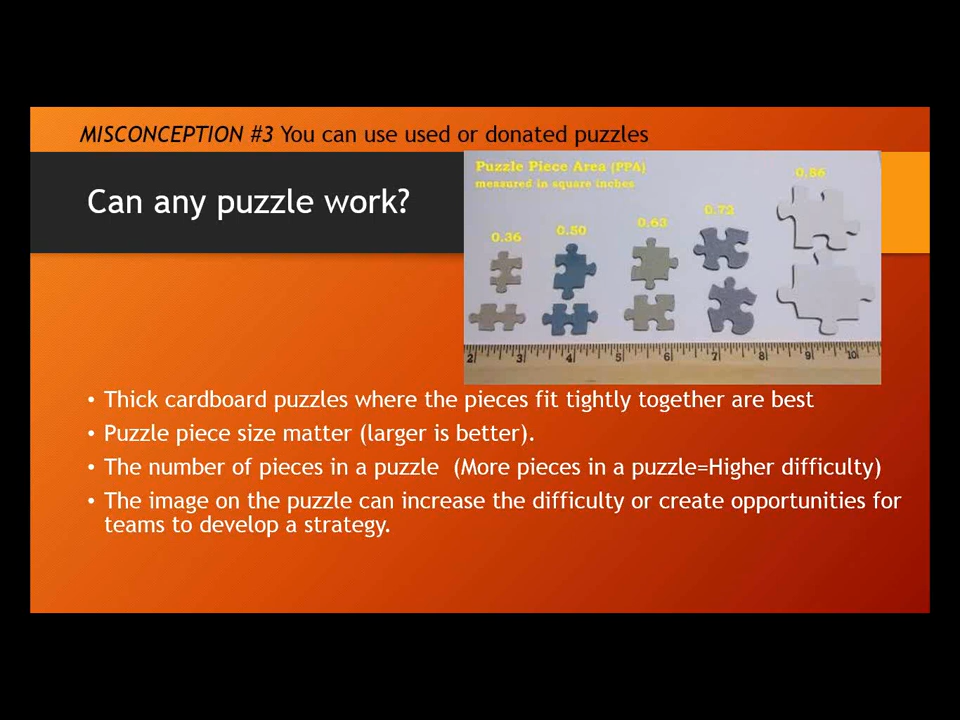 MISCONCEPTION #3 You can use used or donated puzzles
Can any puzzle work?
Puzzle Piece Area (PPA)
measured in square inches
0.36
0.50
0.63
0.72
0.86
2 3 4 5 6 7 8 9 10
• Thick cardboard puzzles where the pieces fit tightly together are best
• Puzzle piece size matter (larger is better).
• The number of pieces in a puzzle (More pieces in a puzzle=Higher difficulty)
• The image on the puzzle can increase the difficulty or create opportunities for
teams to develop a strategy.